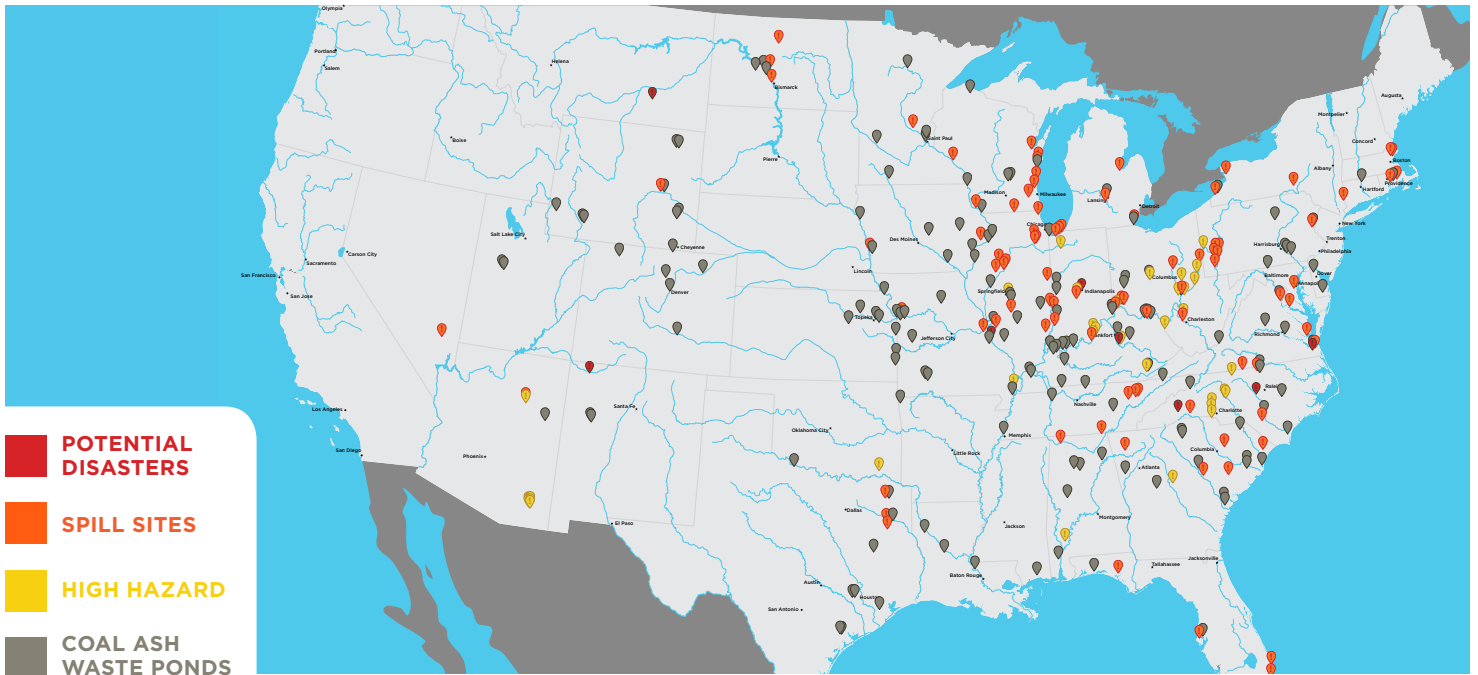 Olympia
Portland
Salem
Helena
Boise
Bismarck
Pierre
Saint Paul
Madison
Milwaukee
Lansing
Detroit
Chicago
Augusta
Montpelier
Concord
Boston
Albany
Providence
Hartford
New York
Trenton
Harrisburg
Philadelphia
Dover
Baltimore
Annapo
Salt Lake City
Carson City
Sacramento
San Francisco
San Jose
Cheyenne
Denver
Des Moines
Lincoln
Topeka
Jefferson City
Springfield
Indianapolis
Columbus
Charleston
Richmond
ankfort
Los Angeles
San Diego
Phoenix
Santa Fe
Oklahoma City
Little Rock
Memphis
Nashville
Charlotte
Ralei
Columbia
Atlanta
El Paso
Dallas
Jackson
Montgomery
Tallahassee
Jacksonville
Baton Rouge
Austin
Houston
San Antonio
POTENTIAL
DISASTERS
SPILL SITES
HIGH HAZARD
COAL ASH
WASTE PONDS